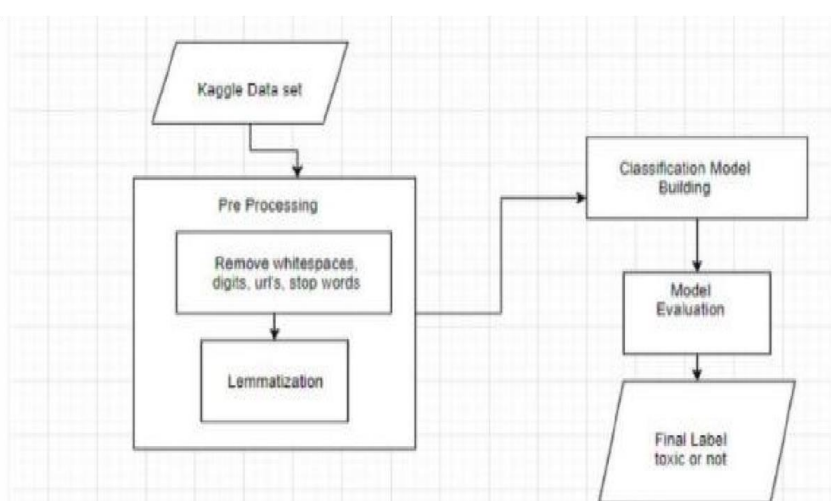 Kaggle Data set
Pre Processing
Remove whitespaces,
digits, url's, stop words
Lemmatization
Classification Model
Building
Model
Evaluation
Final Label
toxic or not